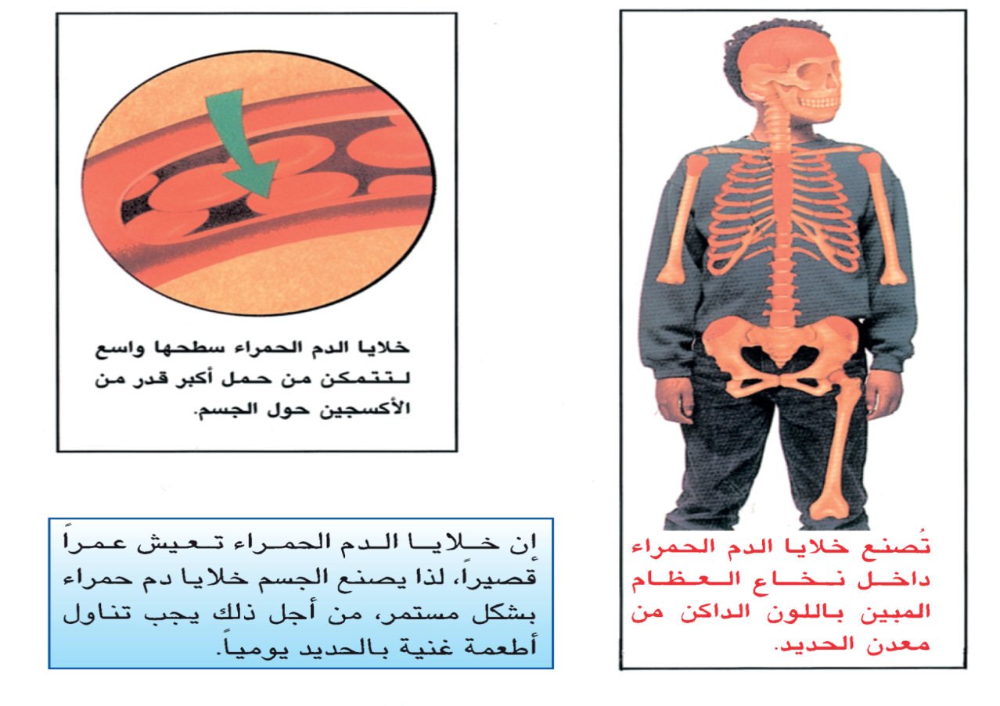 خلايا الدم الحمراء سطحها واسع
لتتمكن من حمل أكبر قدر من
الأكسجين حول الجسم.
تُصنع خلايا الدم الحمراء
داخل نخاع العظام
المبين باللون الداكن من
معدن الحديد.
إن خلايا الدم الحمراء تعيش عمراً
قصيراً، لذا يصنع الجسم خلايا دم حمراء
بشكل مستمر، من أجل ذلك يجب تناول
أطعمة غنية بالحديد يومياً.